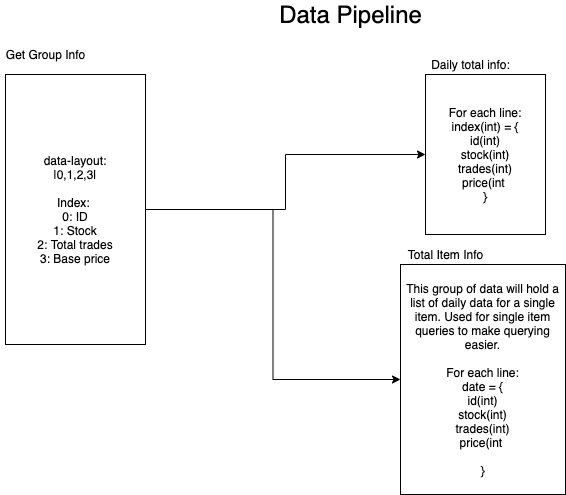 Data Pipeline
Get Group Info
data-layout:
|0,1,2,3|
Index:
0: ID
1: Stock
2: Total trades
3: Base price
Daily total info:
For each line:
index(int) = {
id(int)
stock(int)
trades(int)
price(int
}
Total Item Info
This group of data will hold a
list of daily data for a single
item. Used for single item
queries to make querying
easier.
For each line:
date = {
id(int)
stock(int)
trades(int)
price(int
}